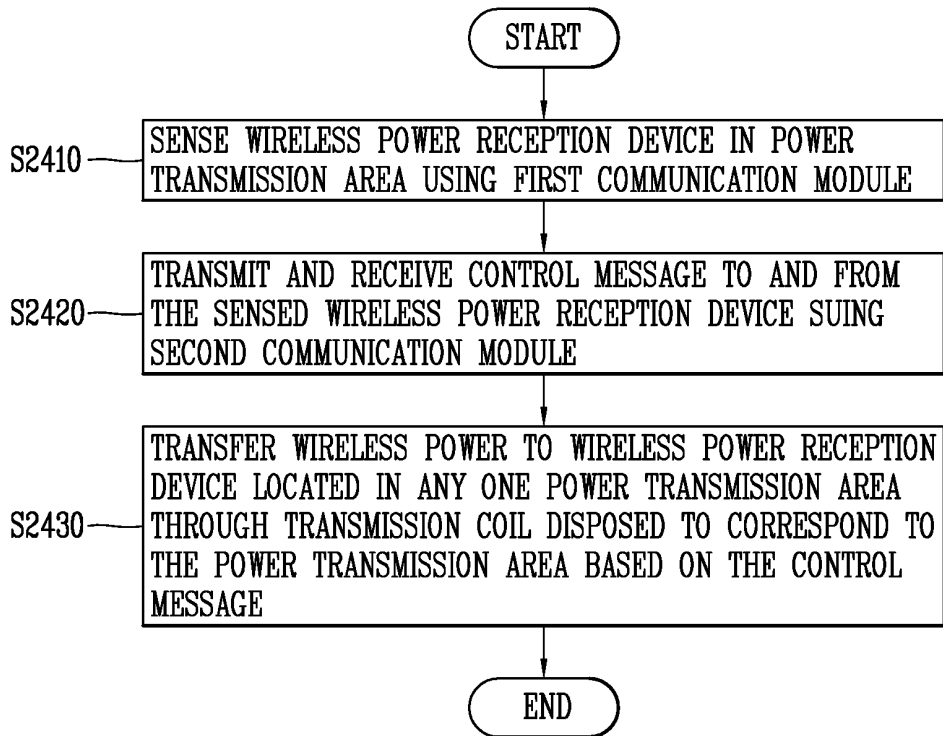 START
S2410
SENSE WIRELESS POWER RECEPTION DEVICE IN POWER
TRANSMISSION AREA USING FIRST COMMUNICATION MODULE
S2420
TRANSMIT AND RECEIVE CONTROL MESSAGE TO AND FROM
THE SENSED WIRELESS POWER RECEPTION DEVICE SUING
SECOND COMMUNICATION MODULE
S2430
TRANSFER WIRELESS POWER TO WIRELESS POWER RECEPTION
DEVICE LOCATED IN ANY ONE POWER TRANSMISSION AREA
THROUGH TRANSMISSION COIL DISPOSED TO CORRESPOND TO
THE POWER TRANSMISSION AREA BASED ON THE CONTROL
MESSAGE
END